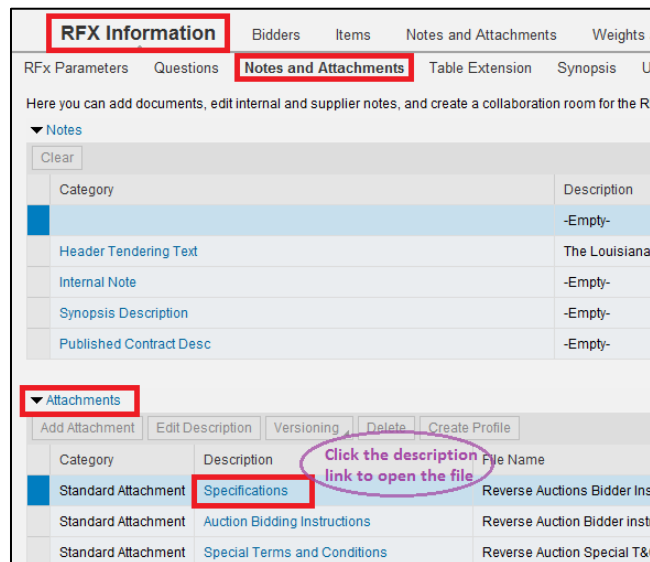 RFX Information Bidders Items Notes and Attachments Weights
RFx Parameters Questions Notes and Attachments Table Extension Synopsis U
Here you can add documents, edit internal and supplier notes, and create a collaboration room for the R
Notes
Clear
Category Description
-Empty-
Header Tendering Text The Louisiana
Internal Note -Empty-
Synopsis Description -Empty-
Published Contract Desc -Empty-
Attachments
Add Attachment Edit Description Versioning Delete Create Profile
Category Description File Name
Click the description
link to open the file
Standard Attachment Specifications Reverse Auctions Bidder Ins
Standard Attachment Auction Bidding Instructions Reverse Auction Bidder inst
Standard Attachment Special Terms and Conditions Reverse Auction Special T&